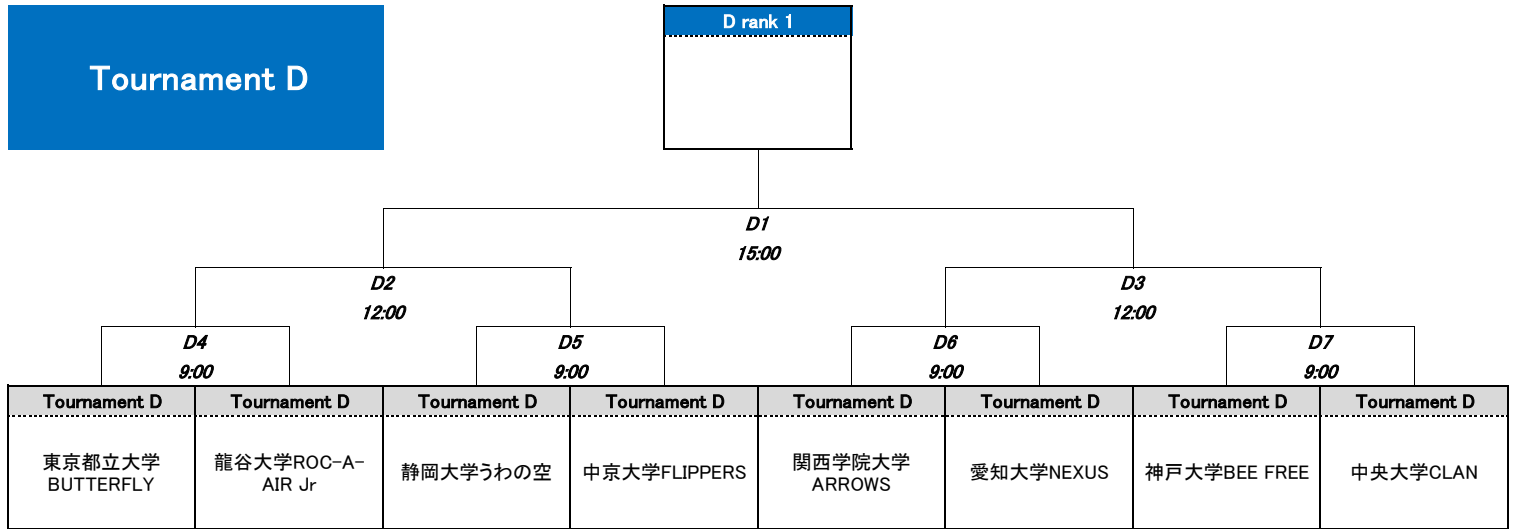 Tournament D
D rank 1
D1
15:00
D2
D3
12:00
12:00
D4
D5
D6
D7
9:00
9:00
9:00
9:00
Tournament D
Tournament D
Tournament D
Tournament D
Tournament D
Tournament D
Tournament D
Tournament D
東京都立大学
BUTTERFLY
龍谷大学ROC-A-
AIR Jr
静岡大学うわの空
中京大学FLIPPERS
関西学院大学
ARROWS
愛知大学NEXUS
神戸大学BEE FREE
中央大学CLAN